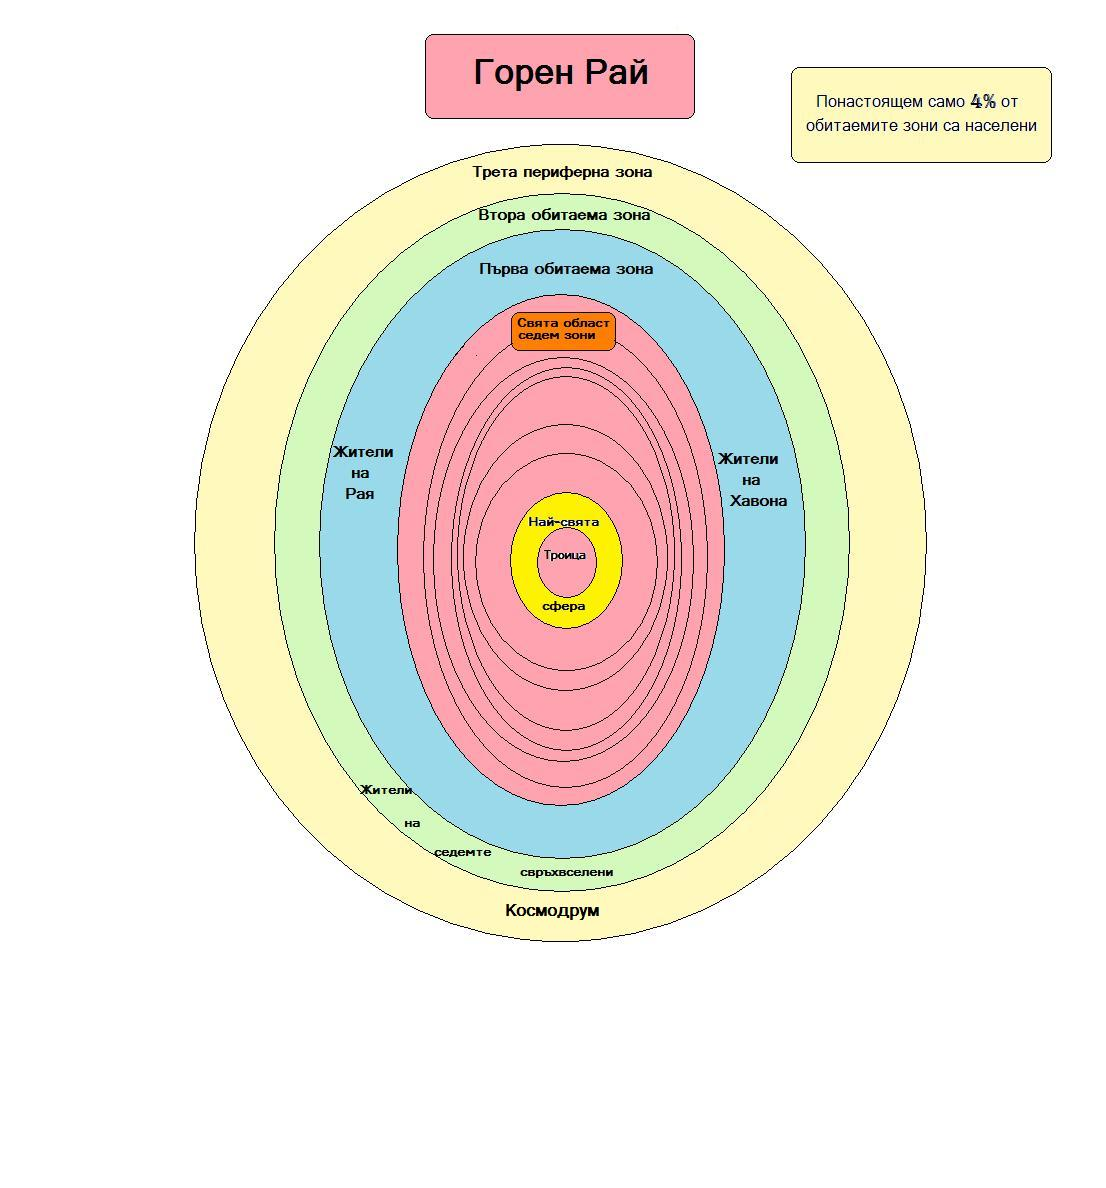 Горен Рай
Понастоящем само 4% от
обитаемите зони са населени
Трета периферна зона
Втора обитаема зона
Първа обитаема зона
Свята област
седем зони
Жители
на
Рая
Жители
на
Хавона
Най-свята
Троица
сфера
Жители
на
седемте
свръхвселени
Космодрум